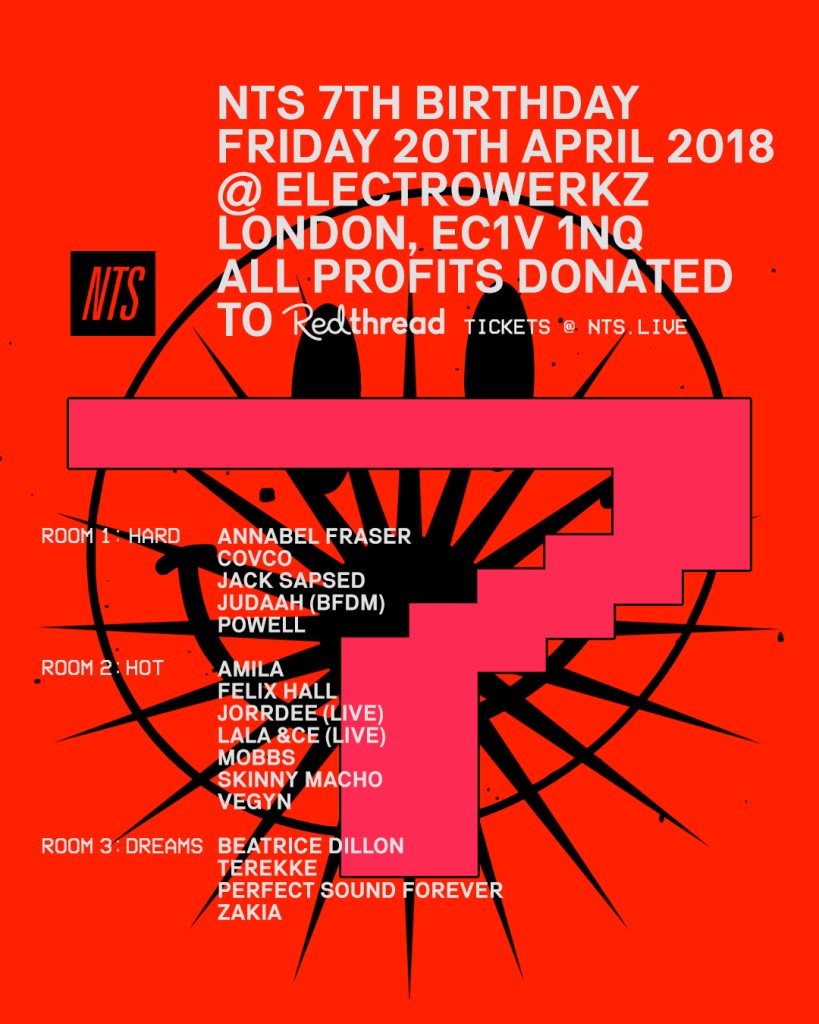 NTS 7TH BIRTHDAY
FRIDAY 20TH APRIL 2018
@ ELECTROWERKZ
LONDON, EC1V 1NQ
ALL PROFITS DONATED
TO Redthread TICKETS @ NTS.LIVE
NTS
7
ROOM 1: HARD ANNABEL FRASER
COVCO
JACK SAPSED
JUDAAH (BFDM)
POWELL
ROOM 2: HOT AMILA
FELIX HALL
JORRDEE (LIVE)
LALA &CE (LIVE)
MOBBS
SKINNY MACHO
VEGYN
ROOM 3: DREAMS BEATRICE DILLON
TEREKKE
PERFECT SOUND FOREVER
ZAKIA